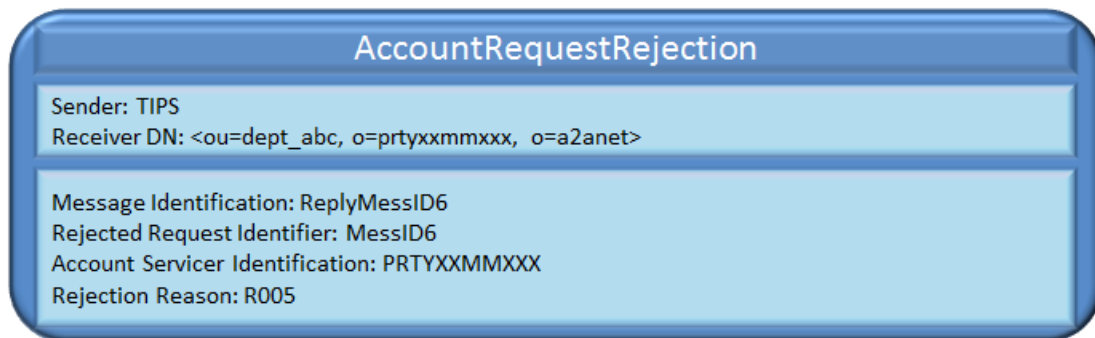 AccountRequestRejection
Sender: TIPS
Receiver DN: <ou=dept_abc, o=prtyxxmmxxx, o=a2anet>
Message Identification: ReplyMessID6
Rejected Request Identifier: MessID6
Account Servicer Identification: PRTYXXMMXXX
Rejection Reason: R005